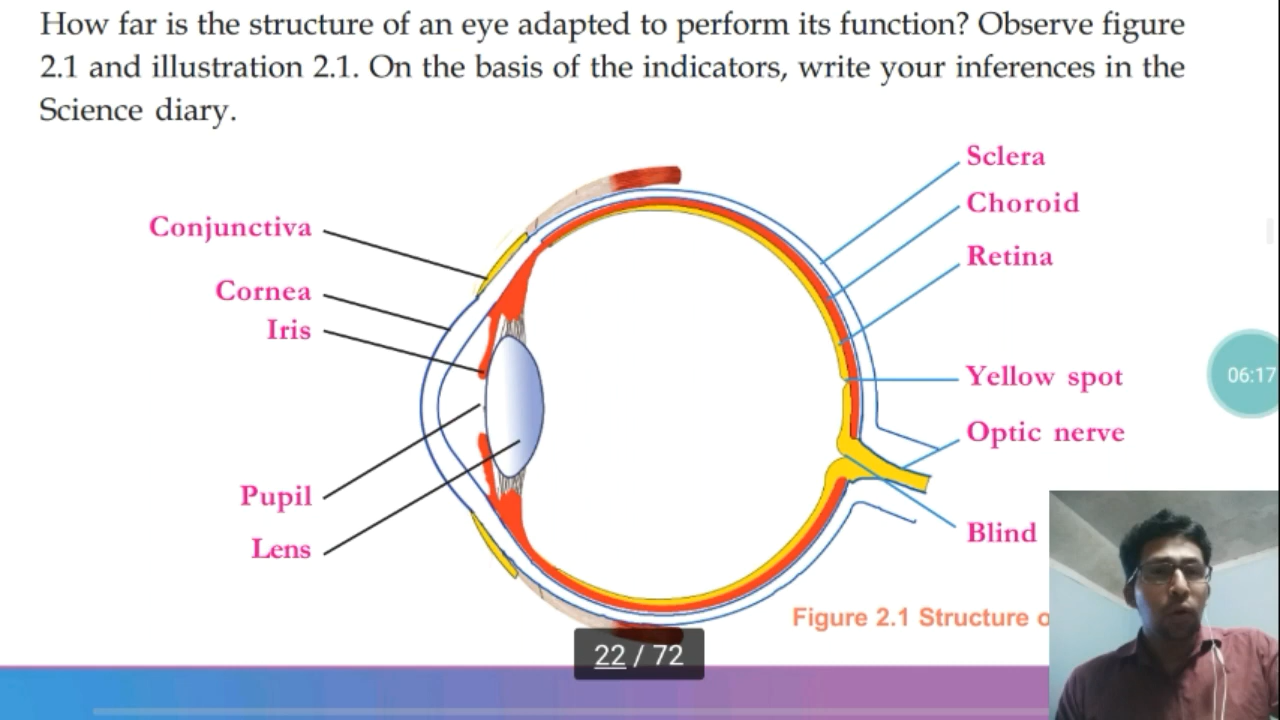 How far is the structure of an eye adapted to perform its function? Observe figure
2.1 and illustration 2.1. On the basis of the indicators, write your inferences in the
Science diary.
Sclera
Choroid
Retina
Conjunctiva
Cornea
Iris
Yellow spot
06:17
Optic nerve
Pupil
Lens
Blind
Figure 2.1 Structure o
22 / 72